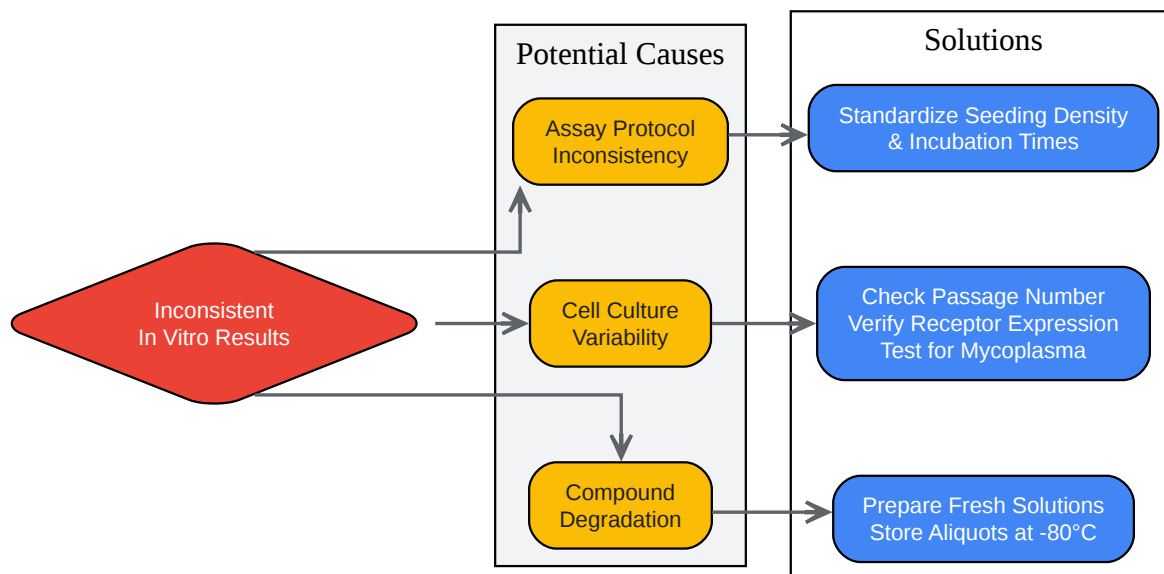 Potential Causes
Solutions
Assay Protocol
Inconsistency
Standardize Seeding Density
& Incubation Times
Inconsistent
In Vitro Results
Cell Culture
Variability
Check Passage Number
Verify Receptor Expression
Test for Mycoplasma
Compound
Degradation
Prepare Fresh Solutions
Store Aliquots at -80°C